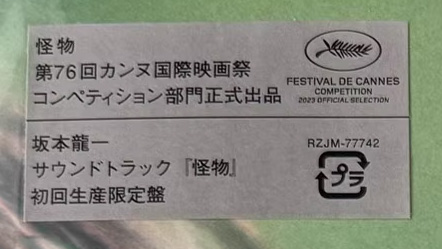 怪物
第76回カンヌ国際映画祭
コンペティション部門正式出品
FESTIVAL DE CANNES
COMPETITION
2023 OFFICIAL SELECTION
坂本龍一
サウンドトラック『怪物』
初回生産限定盤
RZJM-77742
プラ